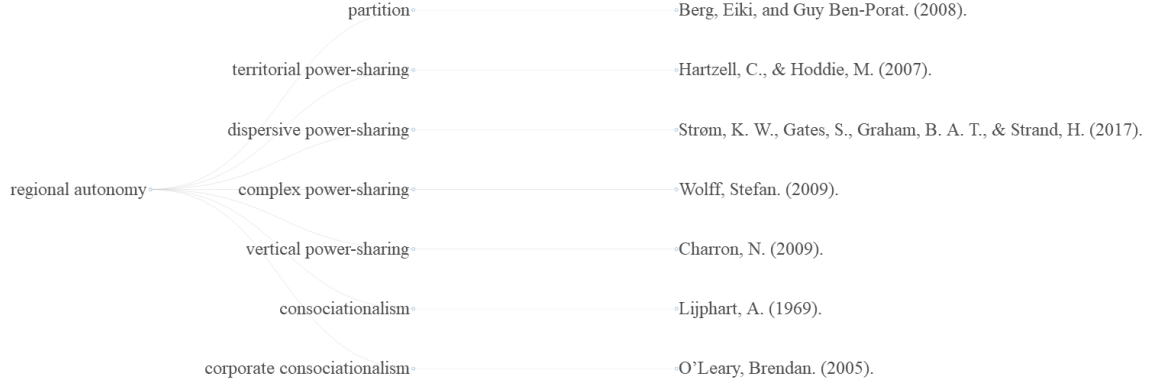 partition Berg, Eiki, and Guy Ben-Porat. (2008).
territorial power-sharing Hartzell, C., & Hoddie, M. (2007).
dispersive power-sharing Strøm, K. W., Gates, S., Graham, B. A. T., & Strand, H. (2017).
regional autonomy complex power-sharing Wolff, Stefan. (2009).
vertical power-sharing Charron, N. (2009).
consociationalism Lijphart, A. (1969).
corporate consociationalism O’Leary, Brendan. (2005).